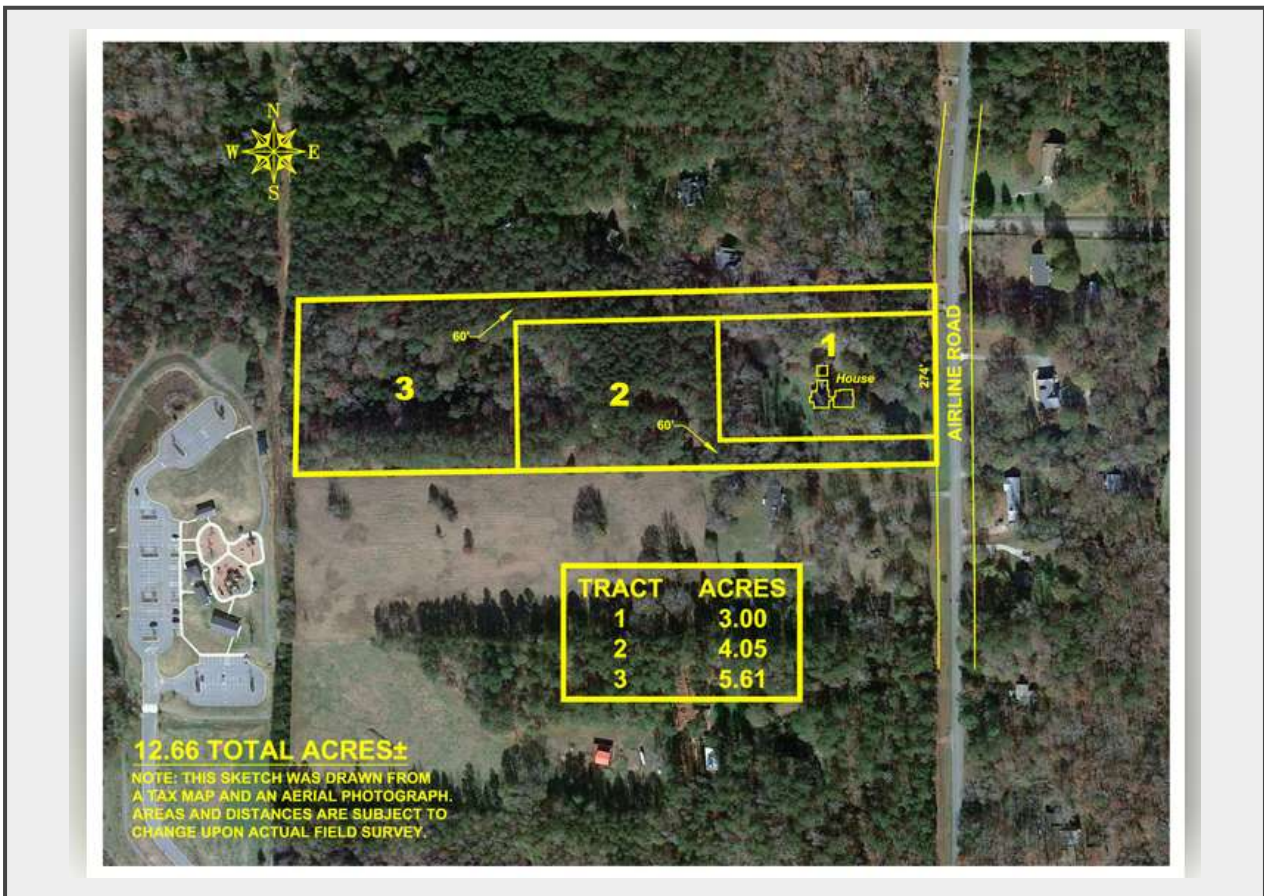 N
W E
S
60'
1
3
2
House
274'
AIRLINE ROAD
60'
TRACT ACRES
1 3.00
2 4.05
3 5.61
12.66 TOTAL ACRES±
NOTE: THIS SKETCH WAS DRAWN FROM
A TAX MAP AND AN AERIAL PHOTOGRAPH.
AREAS AND DISTANCES ARE SUBJECT TO
CHANGE UPON ACTUAL FIELD SURVEY.